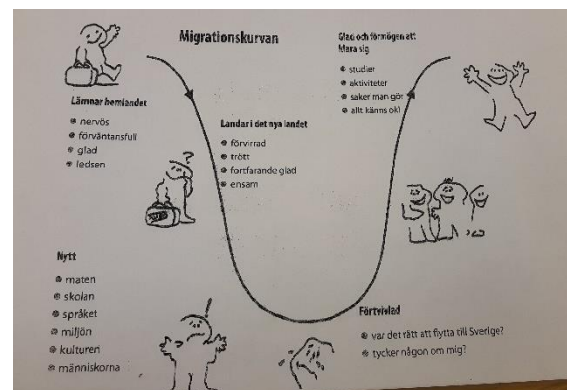 Migrationskurvan
Lämnar hemlandet
nervös
förväntansfull
glad
ledsen
Landar i det nya landet
förvirrad
trött
fortfarande glad
ensam
Glad och förmögen att
klara sig
studier
aktiviteter
saker man gör
allt känns ok!
Nytt
maten
skolan
språket
miljön
kulturen
människorna
Förtvivlad
var det rätt att flytta till Sverige?
tycker någon om mig?